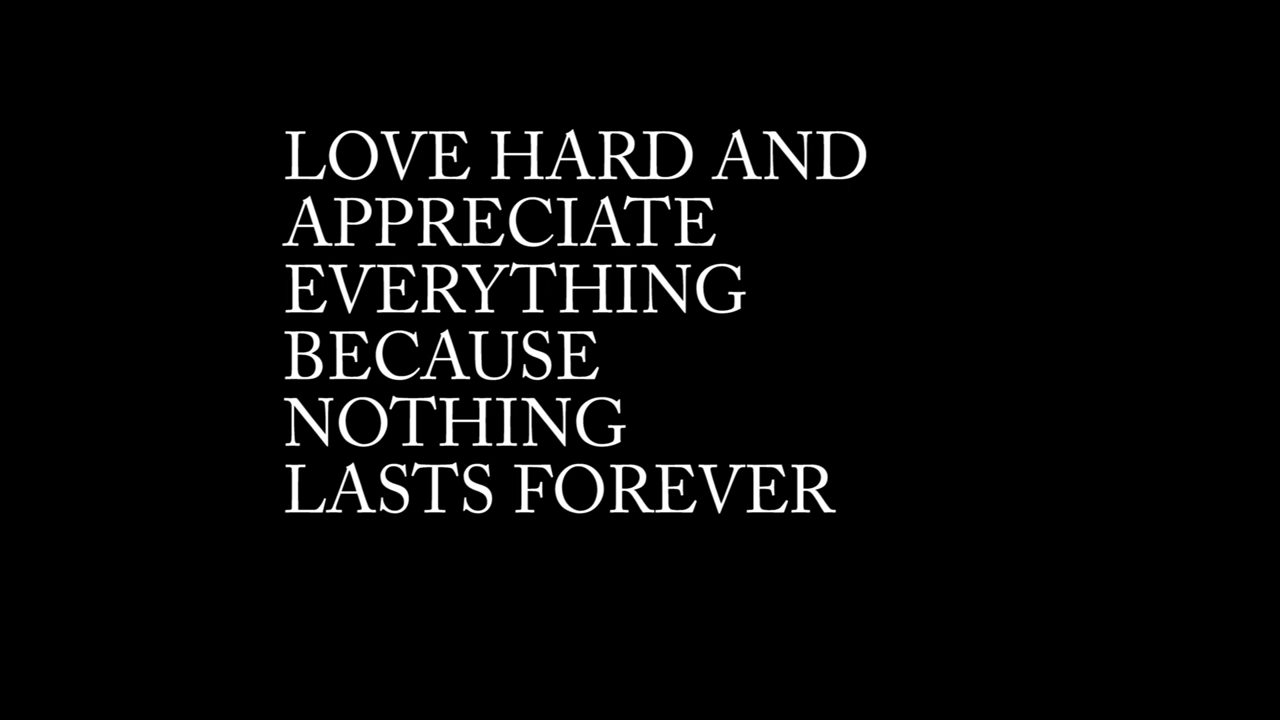 LOVE HARD AND
APPRECIATE
EVERYTHING
BECAUSE
NOTHING
LASTS FOREVER